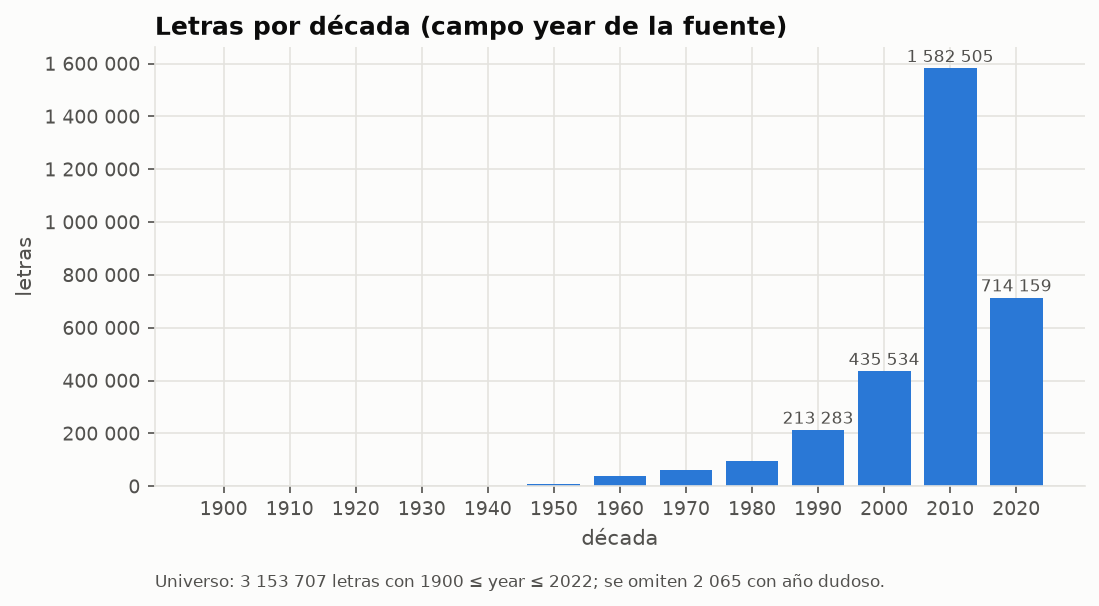 Letras por década (campo year de la fuente)
1 582 505
1 600 000
1 400 000
1 200 000
1 000 000
800 000
714 159
600 000
435 534
400 000
213 283
200 000
0
letras
1900 1910 1920 1930 1940 1950 1960 1970 1980 1990 2000 2010 2020
década
Universo: 3 153 707 letras con 1900 ≤ year ≤ 2022; se omiten 2 065 con año dudoso.